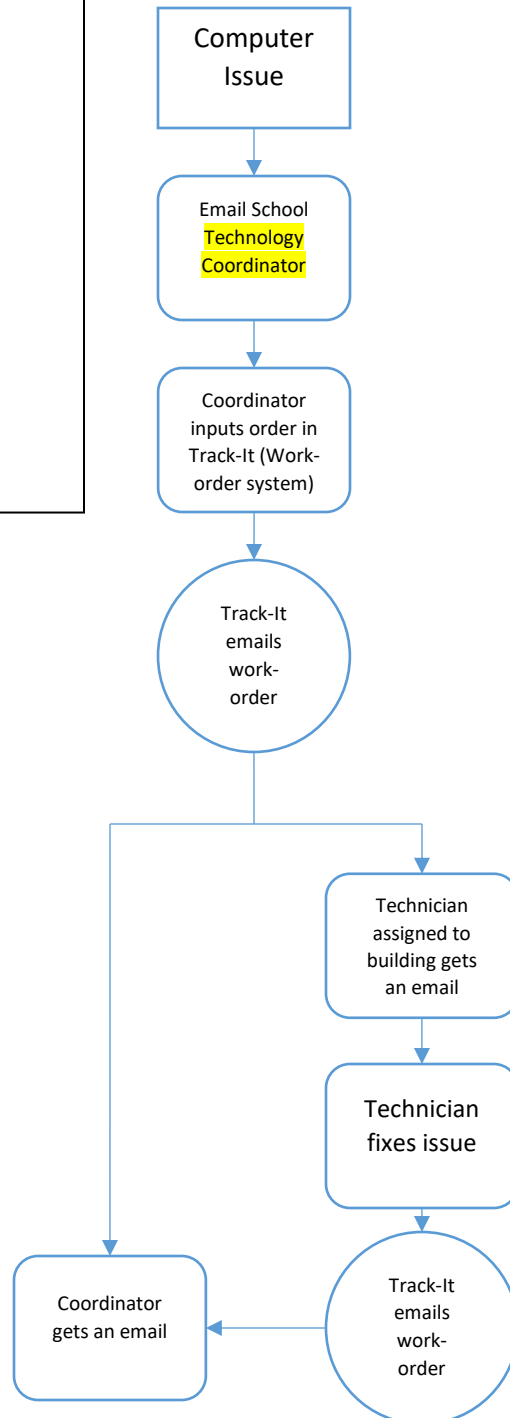 Computer
Issue
Email School
Technology
Coordinator
Coordinator
inputs order in
Track-It (Work-
order system)
Track-It
emails
work-
order
Technician
assigned to
building gets
an email
Technician
fixes issue
Track-It
emails
work-
order
Coordinator
gets an email